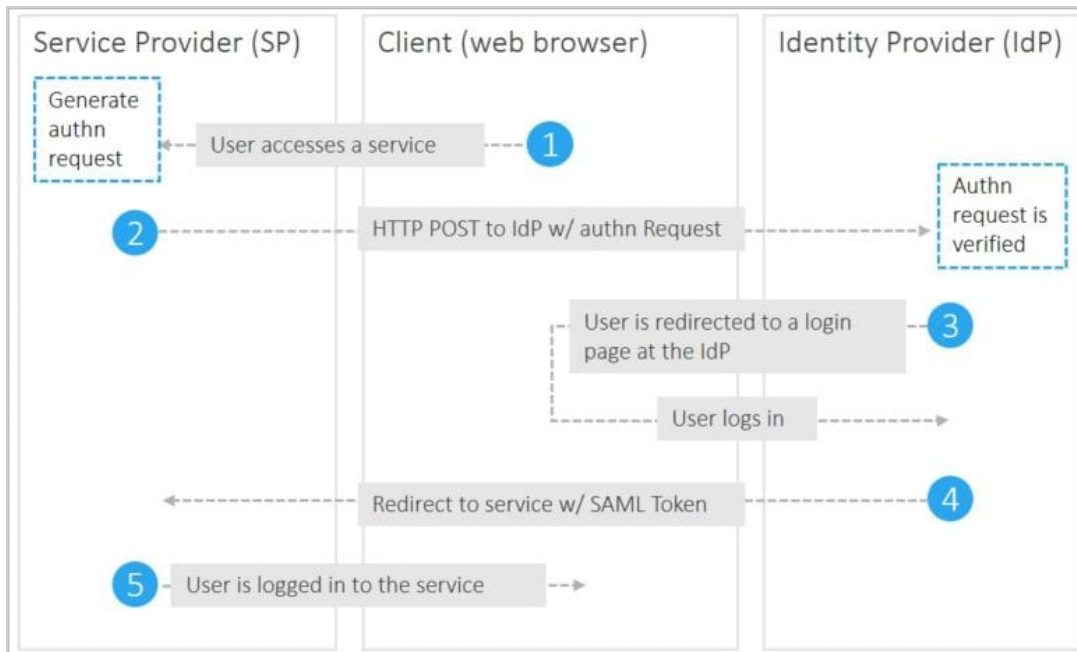 Service Provider (SP)
Client (web browser)
Identity Provider (IdP)
Generate
authn
request
User accesses a service
1
Authn
request is
verified
2
HTTP POST to IdP w/ authn Request
User is redirected to a login
page at the IdP
3
User logs in
Redirect to service w/ SAML Token
4
5
User is logged in to the service